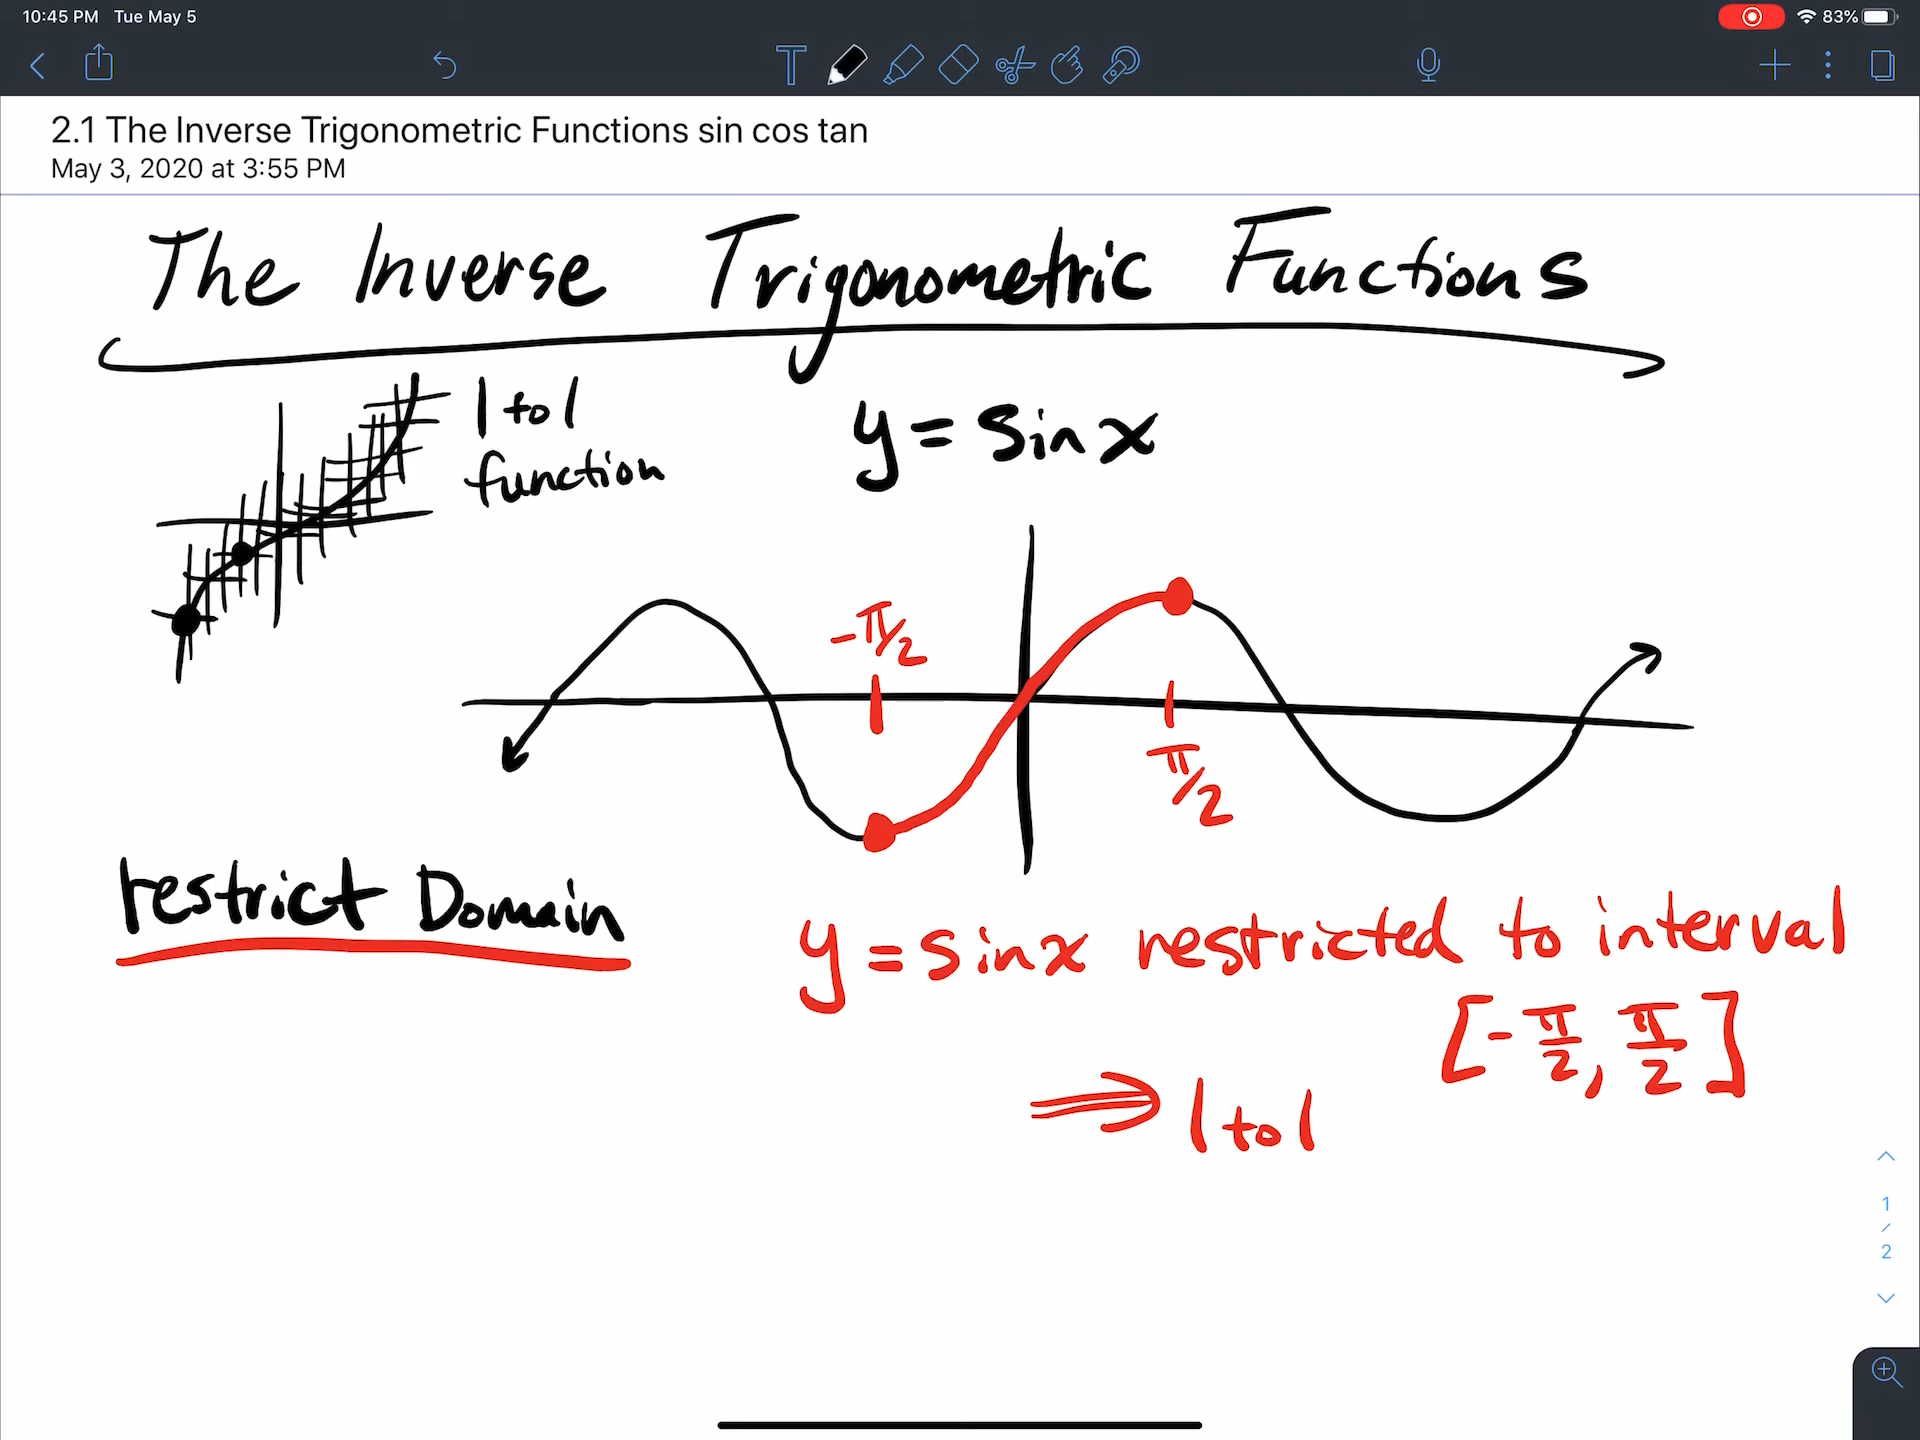 10:45 PM Tue May 5
83%
2.1 The Inverse Trigonometric Functions sin cos tan
May 3, 2020 at 3:55 PM
The Inverse Trigonometric Functions
1 to 1
function
y = sin x
-π/2
π/2
restrict Domain
y = sin x restricted to interval
[-π/2, π/2]
⇒ 1 to 1
1
/
2